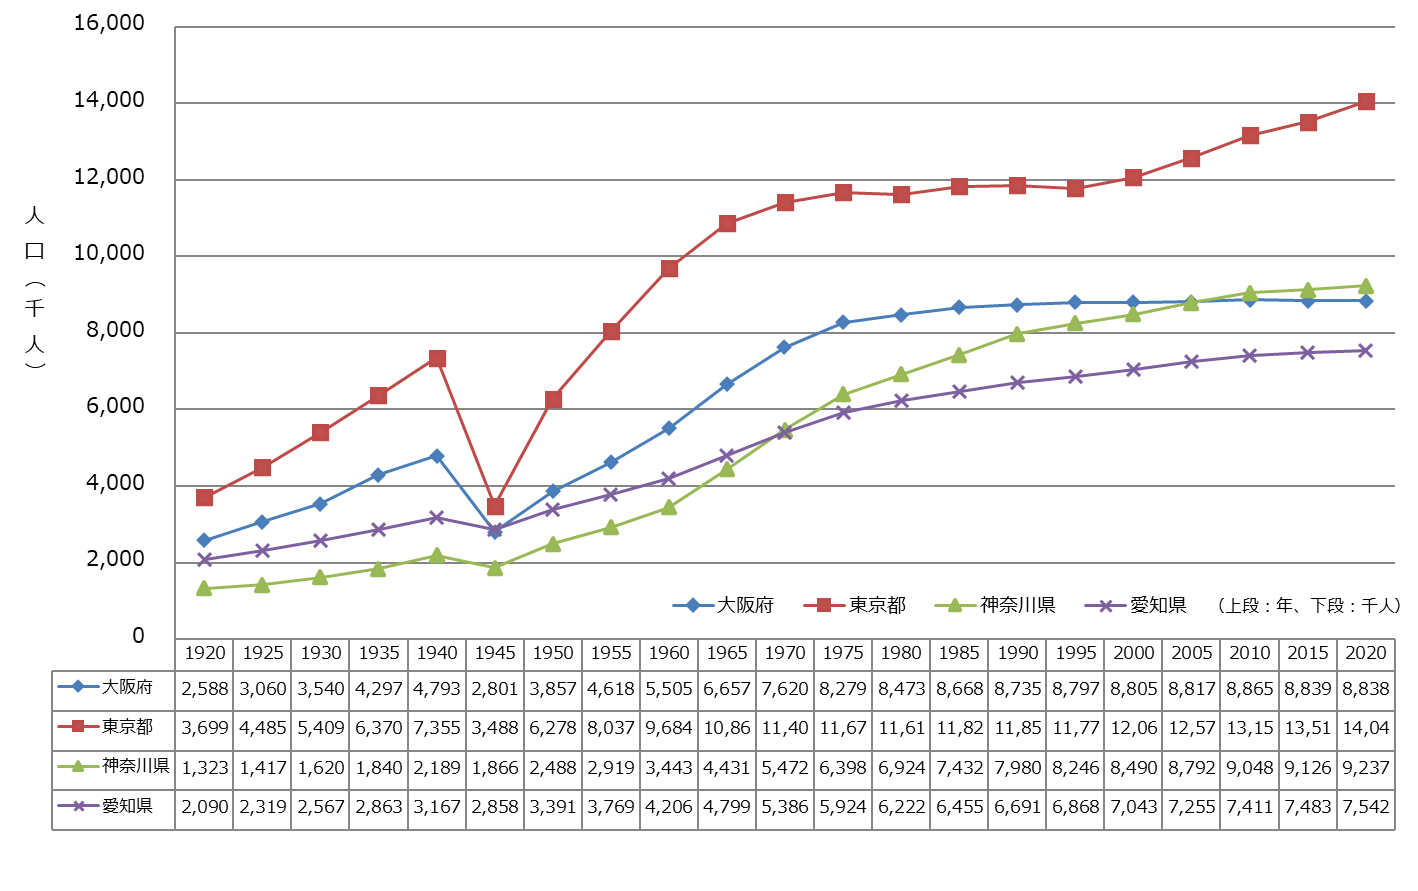 16,000
14,000
12,000
10,000
8,000
6,000
4,000
2,000
0
人口（千人）
大阪府 東京都 神奈川県 愛知県 （上段：年、下段：千人）
1920 1925 1930 1935 1940 1945 1950 1955 1960 1965 1970 1975 1980 1985 1990 1995 2000 2005 2010 2015 2020
大阪府 2,588 3,060 3,540 4,297 4,793 2,801 3,857 4,618 5,505 6,657 7,620 8,279 8,473 8,668 8,735 8,797 8,805 8,817 8,865 8,839 8,838
東京都 3,699 4,485 5,409 6,370 7,355 3,488 6,278 8,037 9,684 10,86 11,40 11,67 11,61 11,82 11,85 11,77 12,06 12,57 13,15 13,51 14,04
神奈川県 1,323 1,417 1,620 1,840 2,189 1,866 2,488 2,919 3,443 4,431 5,472 6,398 6,924 7,432 7,980 8,246 8,490 8,792 9,048 9,126 9,237
愛知県 2,090 2,319 2,567 2,863 3,167 2,858 3,391 3,769 4,206 4,799 5,386 5,924 6,222 6,455 6,691 6,868 7,043 7,255 7,411 7,483 7,542